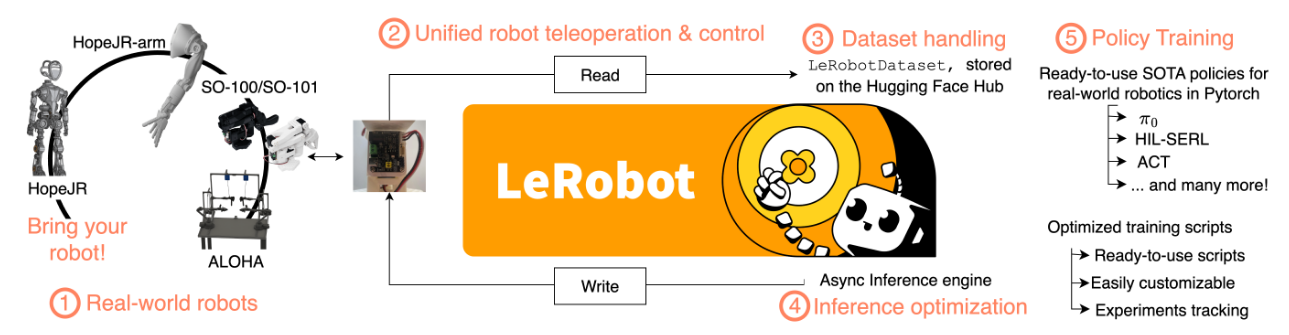 HopeJR-arm
SO-100/SO-101
HopeJR
Bring your
robot!
ALOHA
1 Real-world robots
2 Unified robot teleoperation & control
Read
LeRobot
Write
3 Dataset handling
LeRobotDataset, stored
on the Hugging Face Hub
Async Inference engine
4 Inference optimization
5 Policy Training
Ready-to-use SOTA policies for
real-world robotics in Pytorch
π₀
HIL-SERL
ACT
... and many more!
Optimized training scripts
Ready-to-use scripts
Easily customizable
Experiments tracking